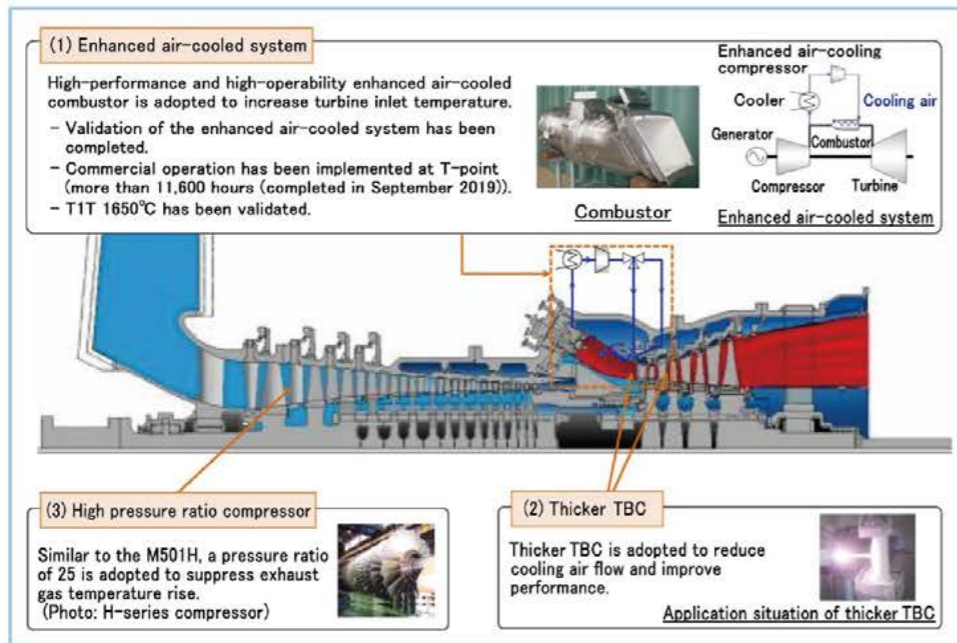 (1) Enhanced air-cooled system
High-performance and high-operability enhanced air-cooled
combustor is adopted to increase turbine inlet temperature.
- Validation of the enhanced air-cooled system has been
completed.
- Commercial operation has been implemented at T-point
(more than 11,600 hours (completed in September 2019)).
- T1T 1650℃ has been validated.
Combustor
Enhanced air-cooling
compressor
Cooler
Cooling air
Generator
Combustor
Compressor
Turbine
Enhanced air-cooled system
(3) High pressure ratio compressor
Similar to the M501H, a pressure ratio
of 25 is adopted to suppress exhaust
gas temperature rise.
(Photo: H-series compressor)
(2) Thicker TBC
Thicker TBC is adopted to reduce
cooling air flow and improve
performance.
Application situation of thicker TBC